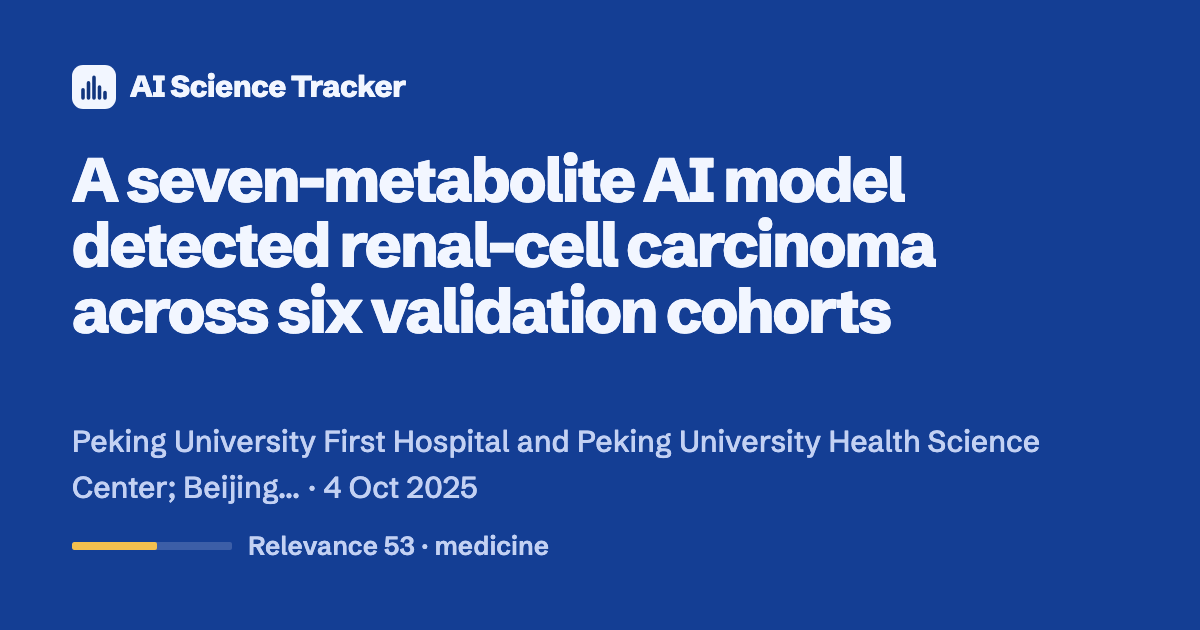 AI Science Tracker
A seven-metabolite AI model
detected renal-cell carcinoma
across six validation cohorts
Peking University First Hospital and Peking University Health Science
Center; Beijing... · 4 Oct 2025
Relevance 53 · medicine